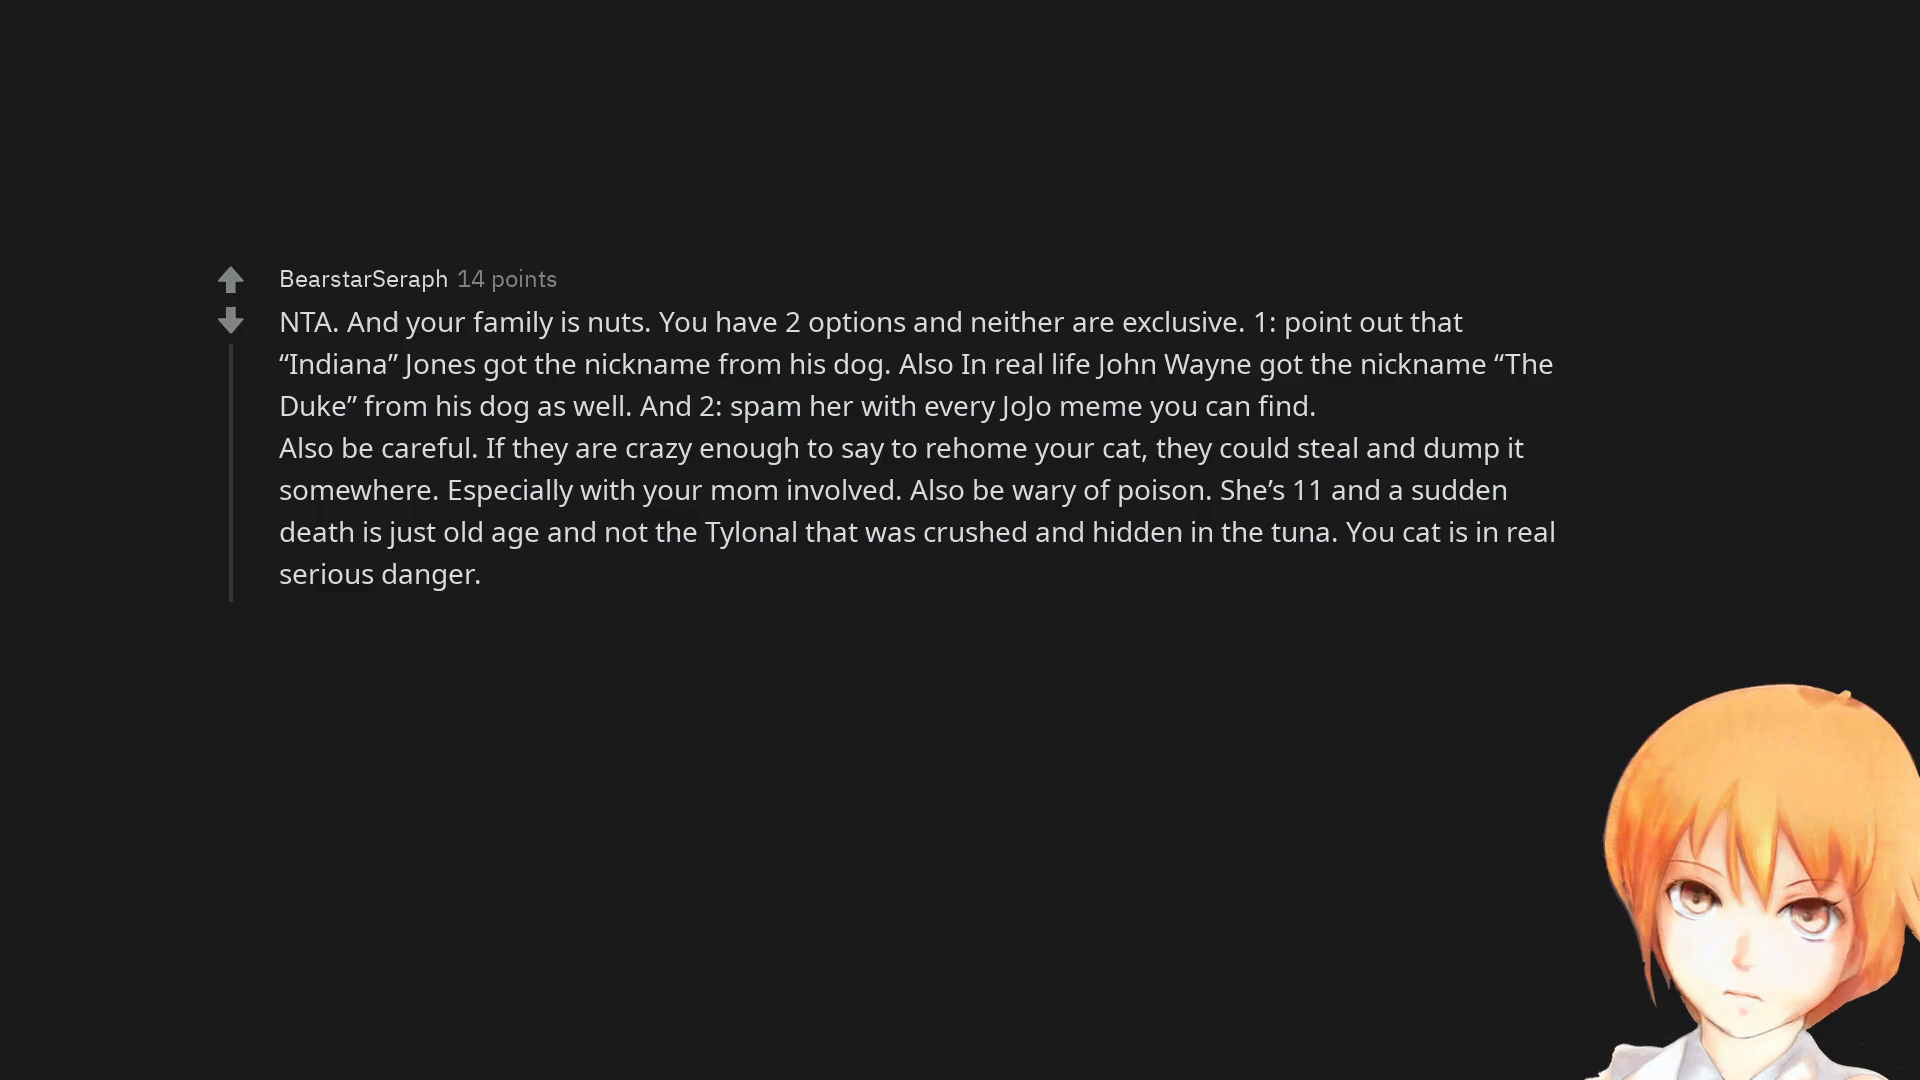 BearstarSeraph 14 points
NTA. And your family is nuts. You have 2 options and neither are exclusive. 1: point out that
“Indiana” Jones got the nickname from his dog. Also In real life John Wayne got the nickname “The
Duke” from his dog as well. And 2: spam her with every JoJo meme you can find.
Also be careful. If they are crazy enough to say to rehome your cat, they could steal and dump it
somewhere. Especially with your mom involved. Also be wary of poison. She’s 11 and a sudden
death is just old age and not the Tylonal that was crushed and hidden in the tuna. You cat is in real
serious danger.